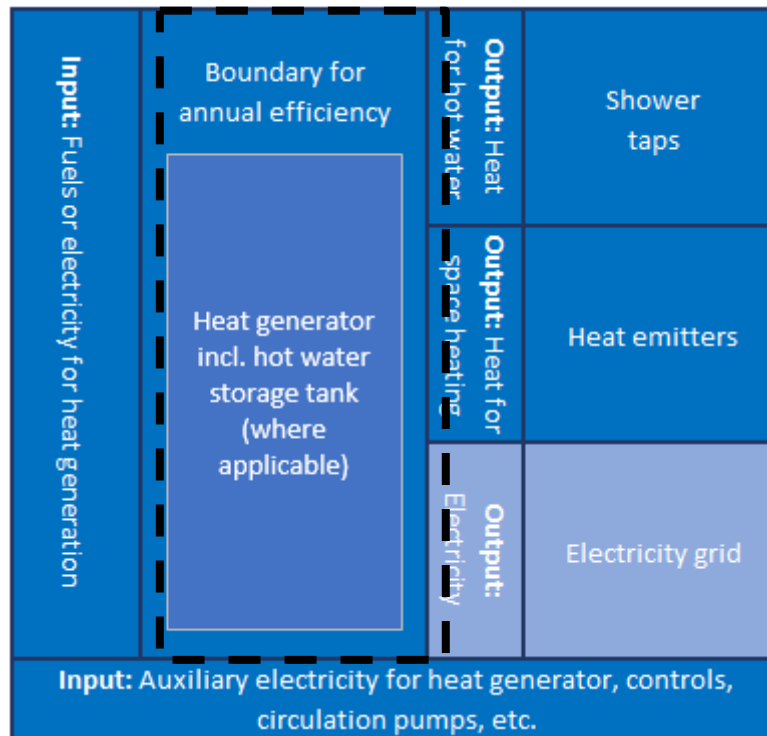 Input: Fuels or electricity for heat generation
Boundary for
annual efficiency
Heat generator
incl. hot water
storage tank
(where
applicable)
Output: Heat
for hot water
Shower
taps
Output: Heat for
space heating
Heat emitters
Output:
Electricity
Electricity grid
Input: Auxiliary electricity for heat generator, controls,
circulation pumps, etc.